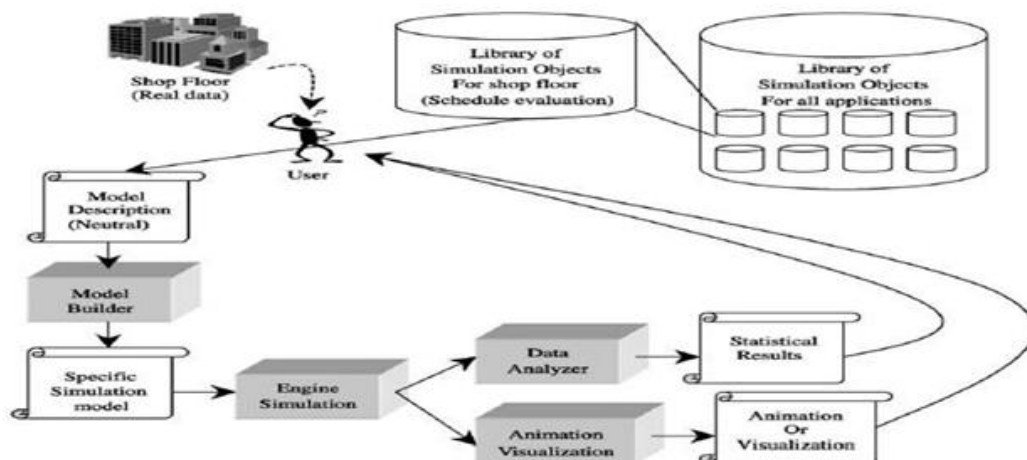 Shop Floor
(Real data)
Library of
Simulation Objects
For shop floor
(Schedule evaluation)
Library of
Simulation Objects
For all applications
User
Model
Description
(Neutral)
Model
Builder
Specific
Simulation
model
Engine
Simulation
Data
Analyzer
Statistical
Results
Animation
Visualization
Animation
Or
Visualization